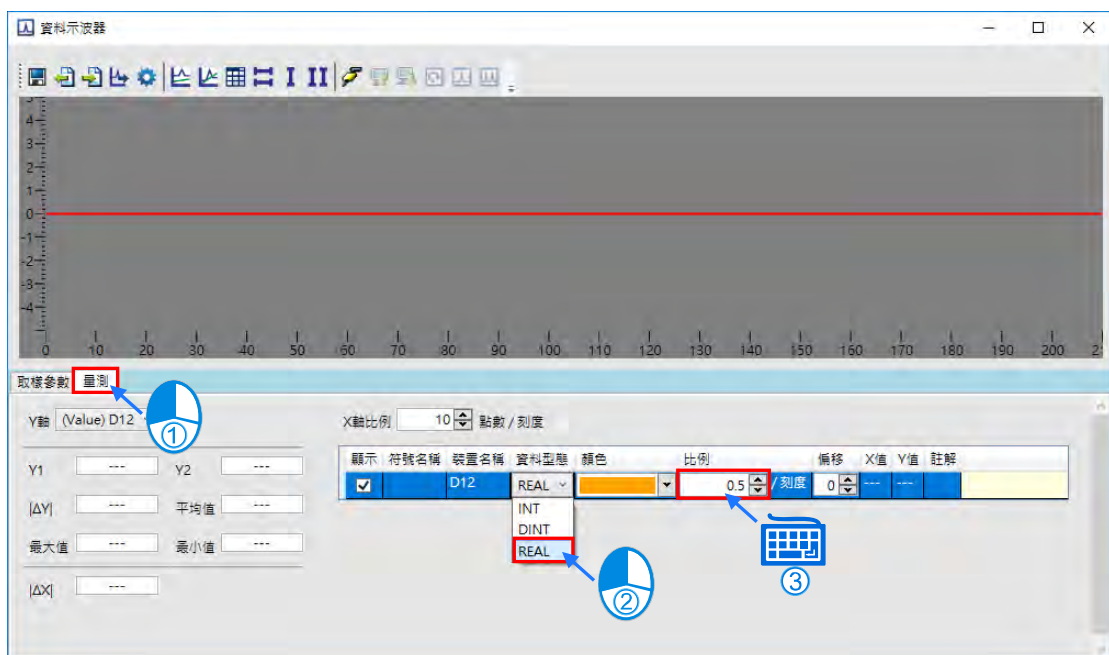 資料示波器
5
4
3
2
1
0
-1
-2
-3
-4
0 10 20 30 40 50 60 70 80 90 100 110 120 130 140 150 160 170 180 190 200
取樣參數 量測
①
Y軸 (Value) D12 X軸比例 10 點數 / 刻度
顯示 符號名稱 裝置名稱 資料型態 顏色 比例 偏移 X值 Y值 註解
Y1 --- Y2 ---
D12 REAL 0.5 / 刻度 0 --- ---
INT
|ΔY| --- 平均值 ---
DINT
最大值 --- 最小值 ---
REAL
② ③
|ΔX| ---